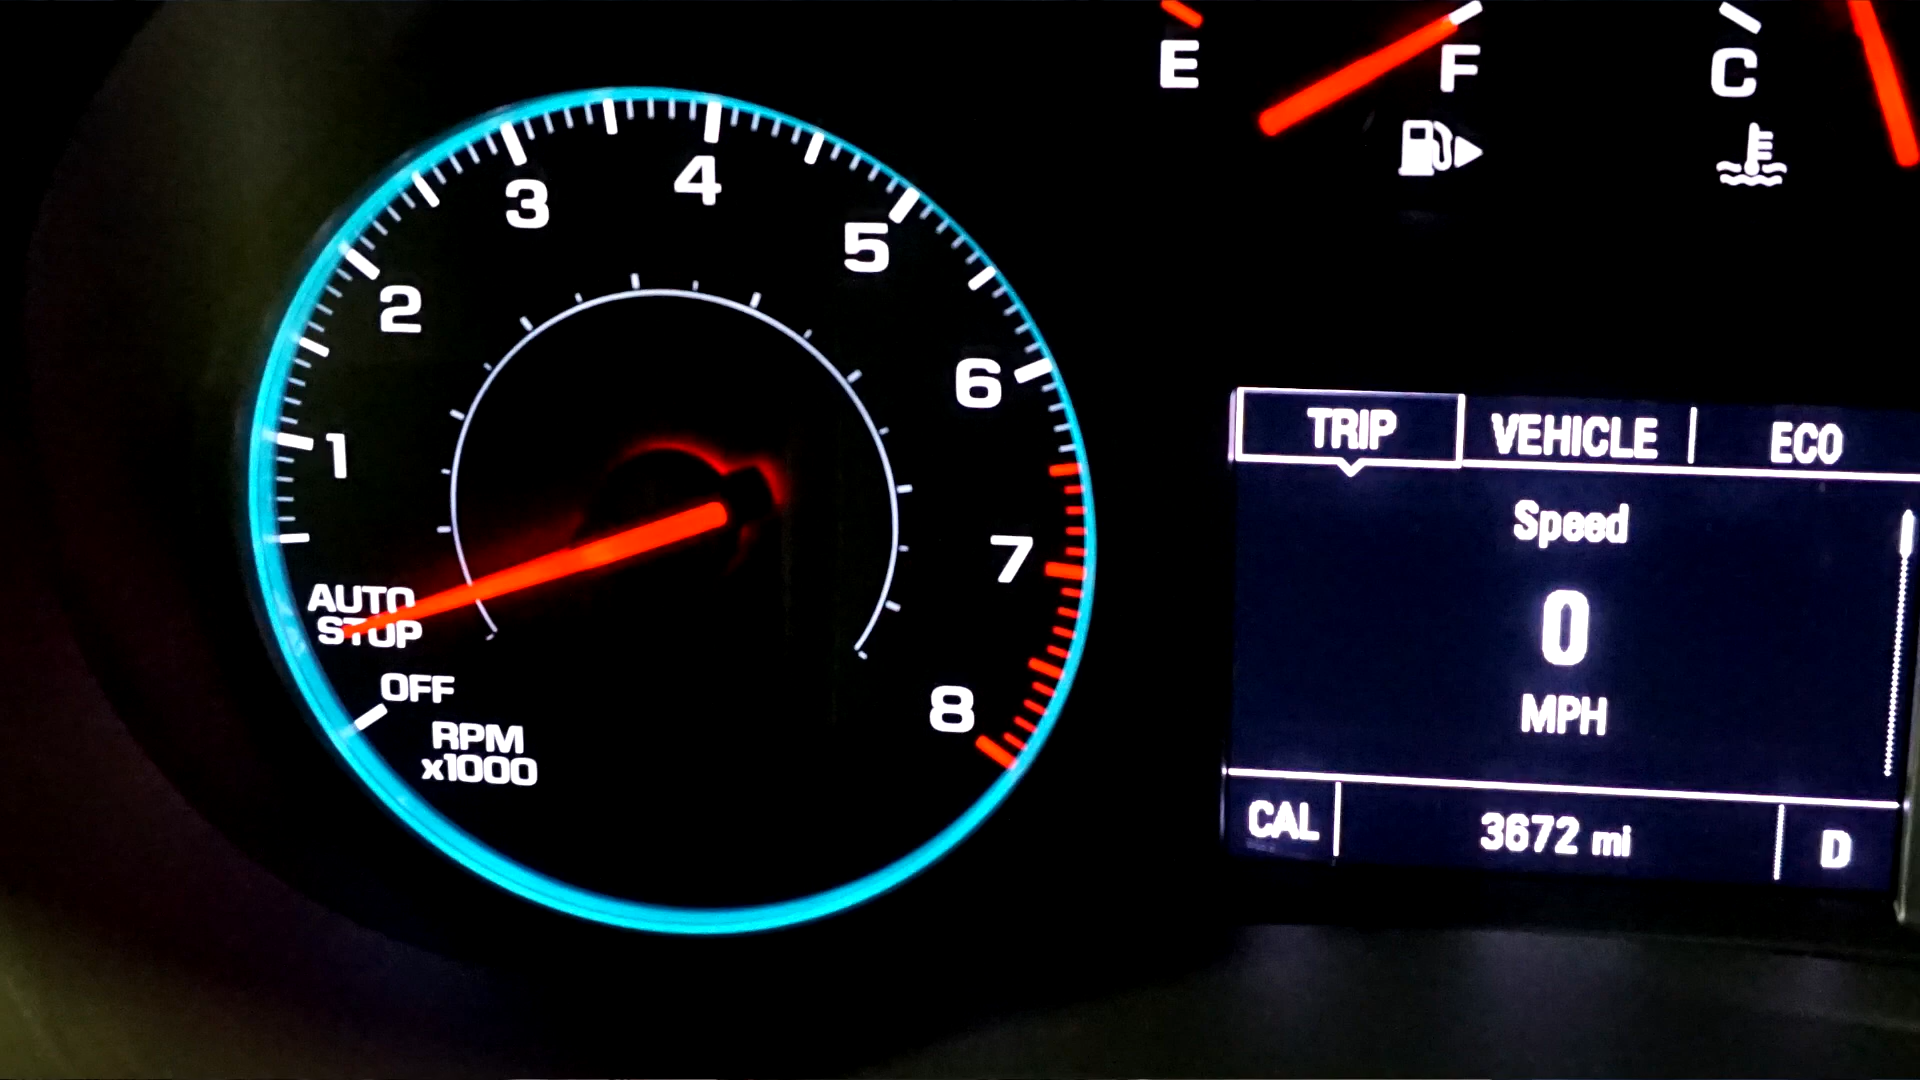 E
F
C
3
4
5
2
6
1
7
AUTO
STOP
OFF
8
RPM
x1000
TRIP VEHICLE ECO
Speed
0
MPH
CAL 3672 mi D